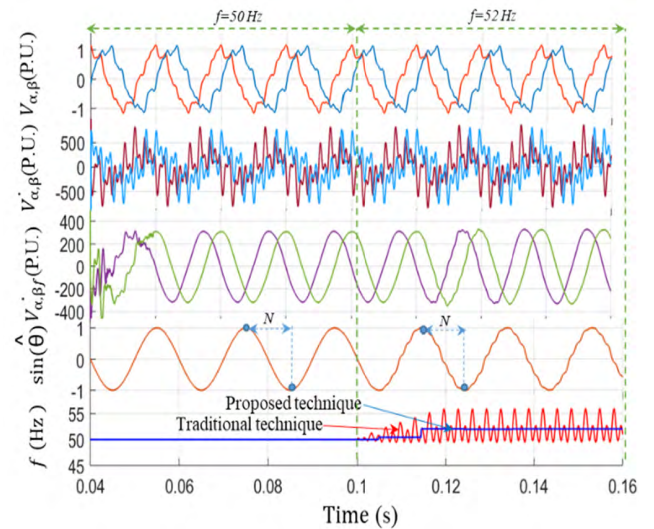 f=50 Hz
f=52 Hz
1
0
-1
Vα,β(P.U.)
500
0
-500
V̇α,β(P.U.)
400
200
0
-200
-400
V̇α,βf(P.U.)
1
0
-1
sin(θ̂)
N
N
Proposed technique
Traditional technique
55
50
45
f (Hz)
0.04 0.06 0.08 0.1 0.12 0.14 0.16
Time (s)